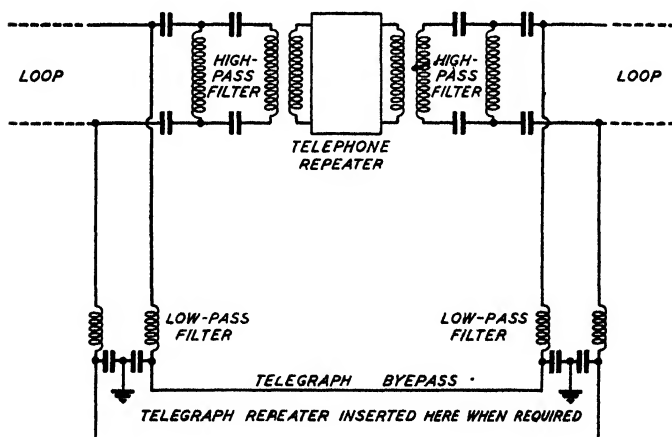 LOOP
HIGH-
PASS
FILTER
HIGH-
PASS
FILTER
LOOP
TELEPHONE
REPEATER
LOW-PASS
FILTER
LOW-PASS
FILTER
TELEGRAPH BYEPASS
TELEGRAPH REPEATER INSERTED HERE WHEN REQUIRED